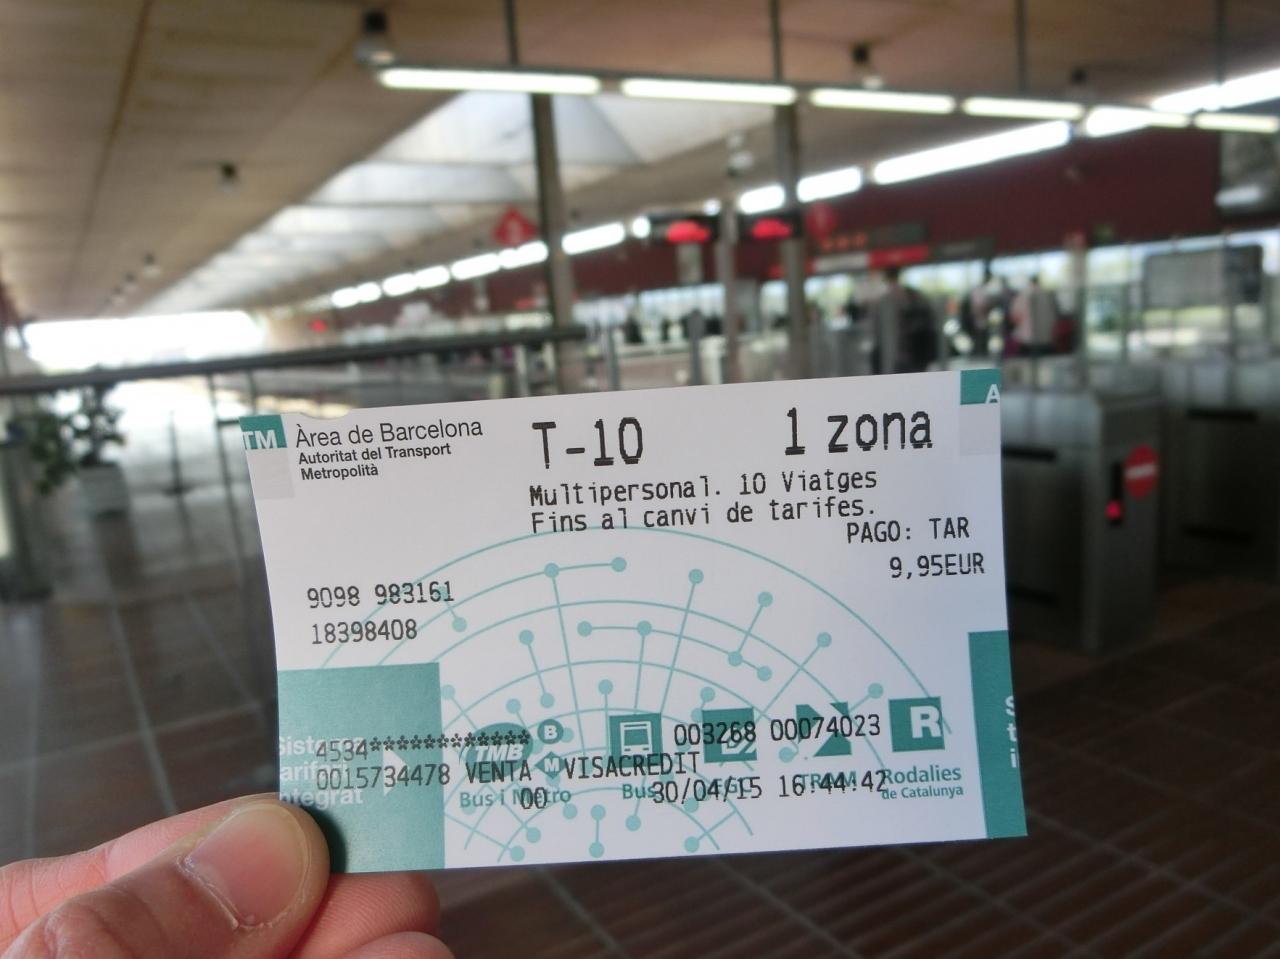 TM Àrea de Barcelona
Autoritat del Transport
Metropolità
T-10 1 zona
A
Multipersonal. 10 Viatges
Fins al canvi de tarifes.
PAGO: TAR
9,95EUR
9098 983161
18398408
R
003268 00074023
4534************
TMB
B
M
0015734478 VENTA VISACREDIT
00 30/04/15 16:44:42
Bus i Metro
Bus
Rodalies
de Catalunya